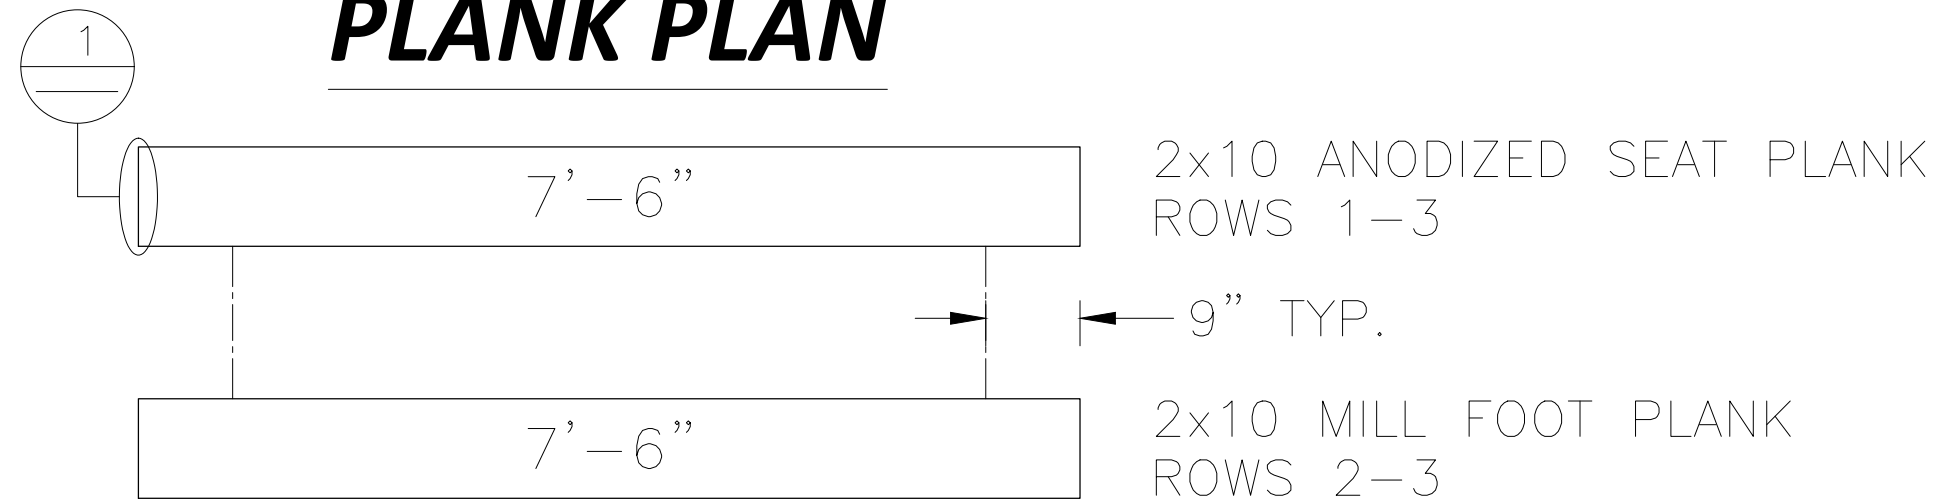 PLANK PLAN
1
7'-6"
2x10 ANODIZED SEAT PLANK
ROWS 1-3
9" TYP.
7'-6"
2x10 MILL FOOT PLANK
ROWS 2-3